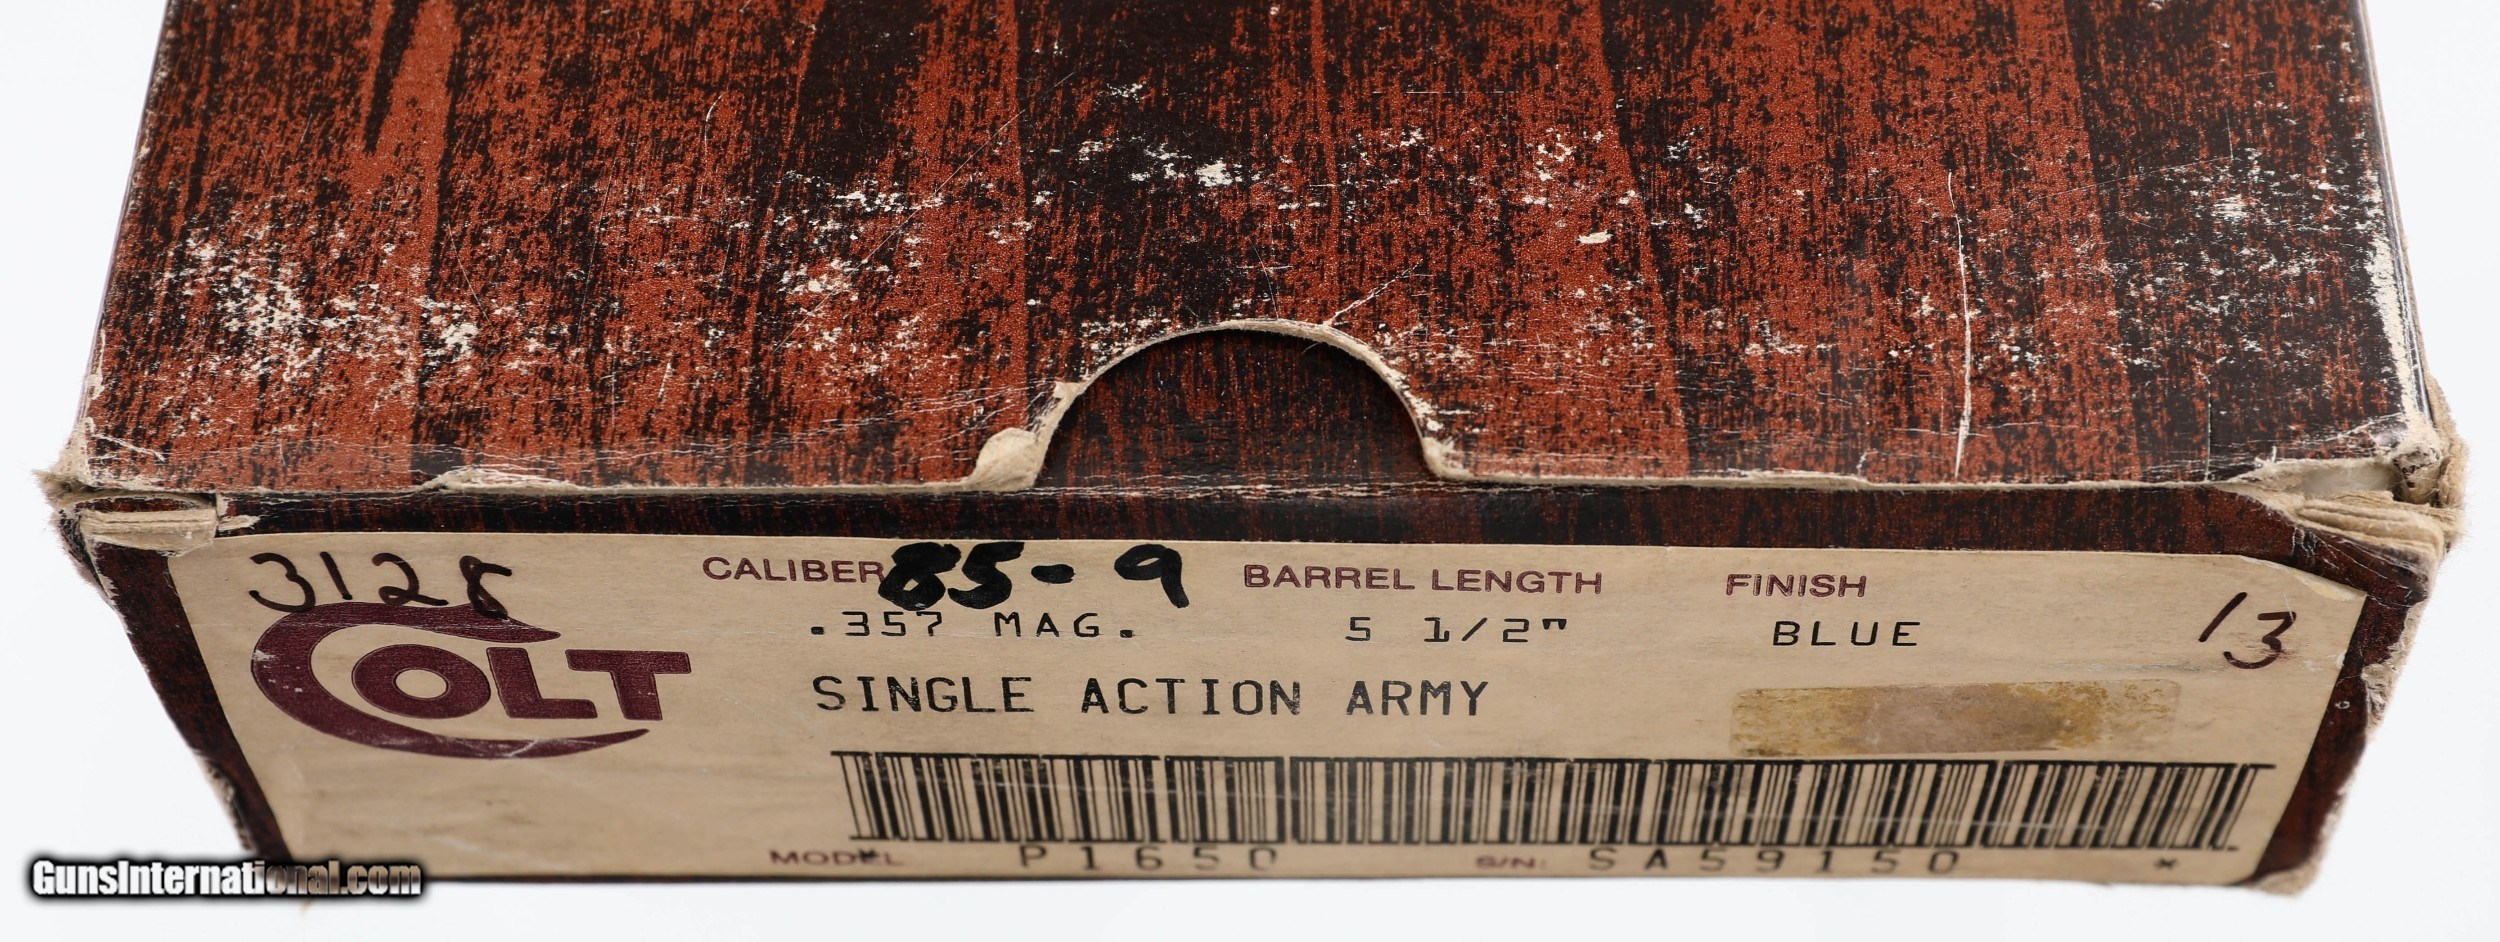 3128
CALIBER 85-9 BARREL LENGTH FINISH
.357 MAG. 5 1/2" BLUE 13
COLT
SINGLE ACTION ARMY
MODEL P1650 S/N: SA59150 *
GunsInternational.com